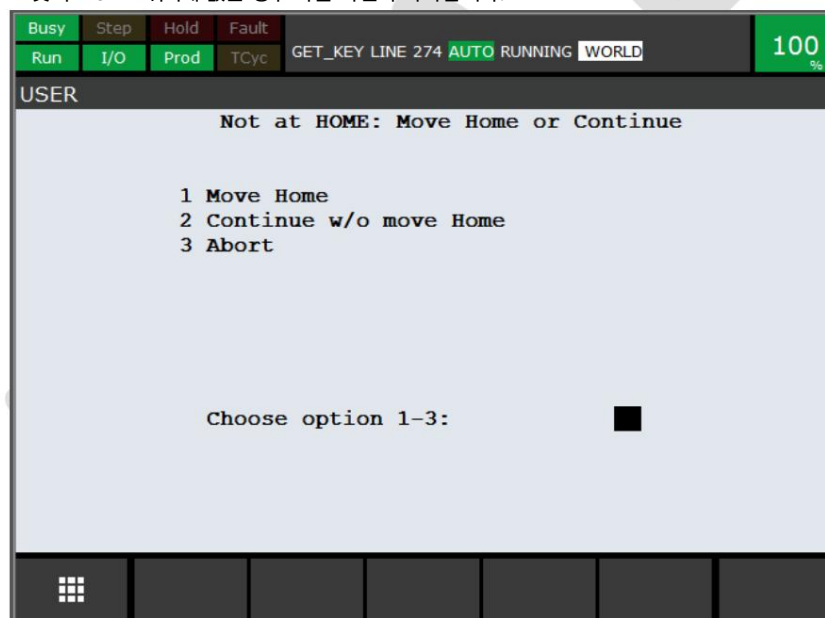 Busy Step Hold Fault
Run I/O Prod TCyc GET_KEY LINE 274 AUTO RUNNING WORLD 100
%
USER
Not at HOME: Move Home or Continue
1 Move Home
2 Continue w/o move Home
3 Abort
Choose option 1-3: